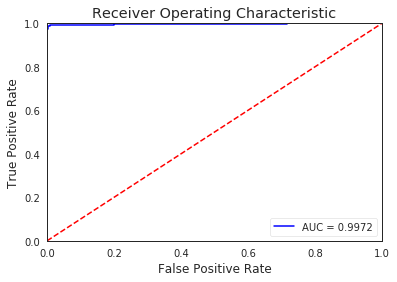 Receiver Operating Characteristic
True Positive Rate
1.0
0.8
0.6
0.4
0.2
0.0
AUC = 0.9972
0.0 0.2 0.4 0.6 0.8 1.0
False Positive Rate